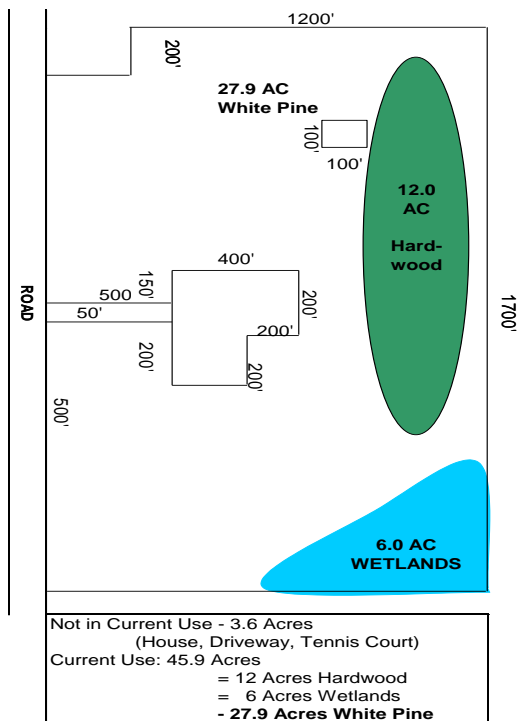 1200'
200'
27.9 AC
White Pine
100'
100'
12.0
AC
Hard-
wood
400'
150'
500
50'
200'
200'
200'
200'
ROAD
1700'
500'
6.0 AC
WETLANDS
Not in Current Use - 3.6 Acres
(House, Driveway, Tennis Court)
Current Use: 45.9 Acres
= 12 Acres Hardwood
= 6 Acres Wetlands
- 27.9 Acres White Pine